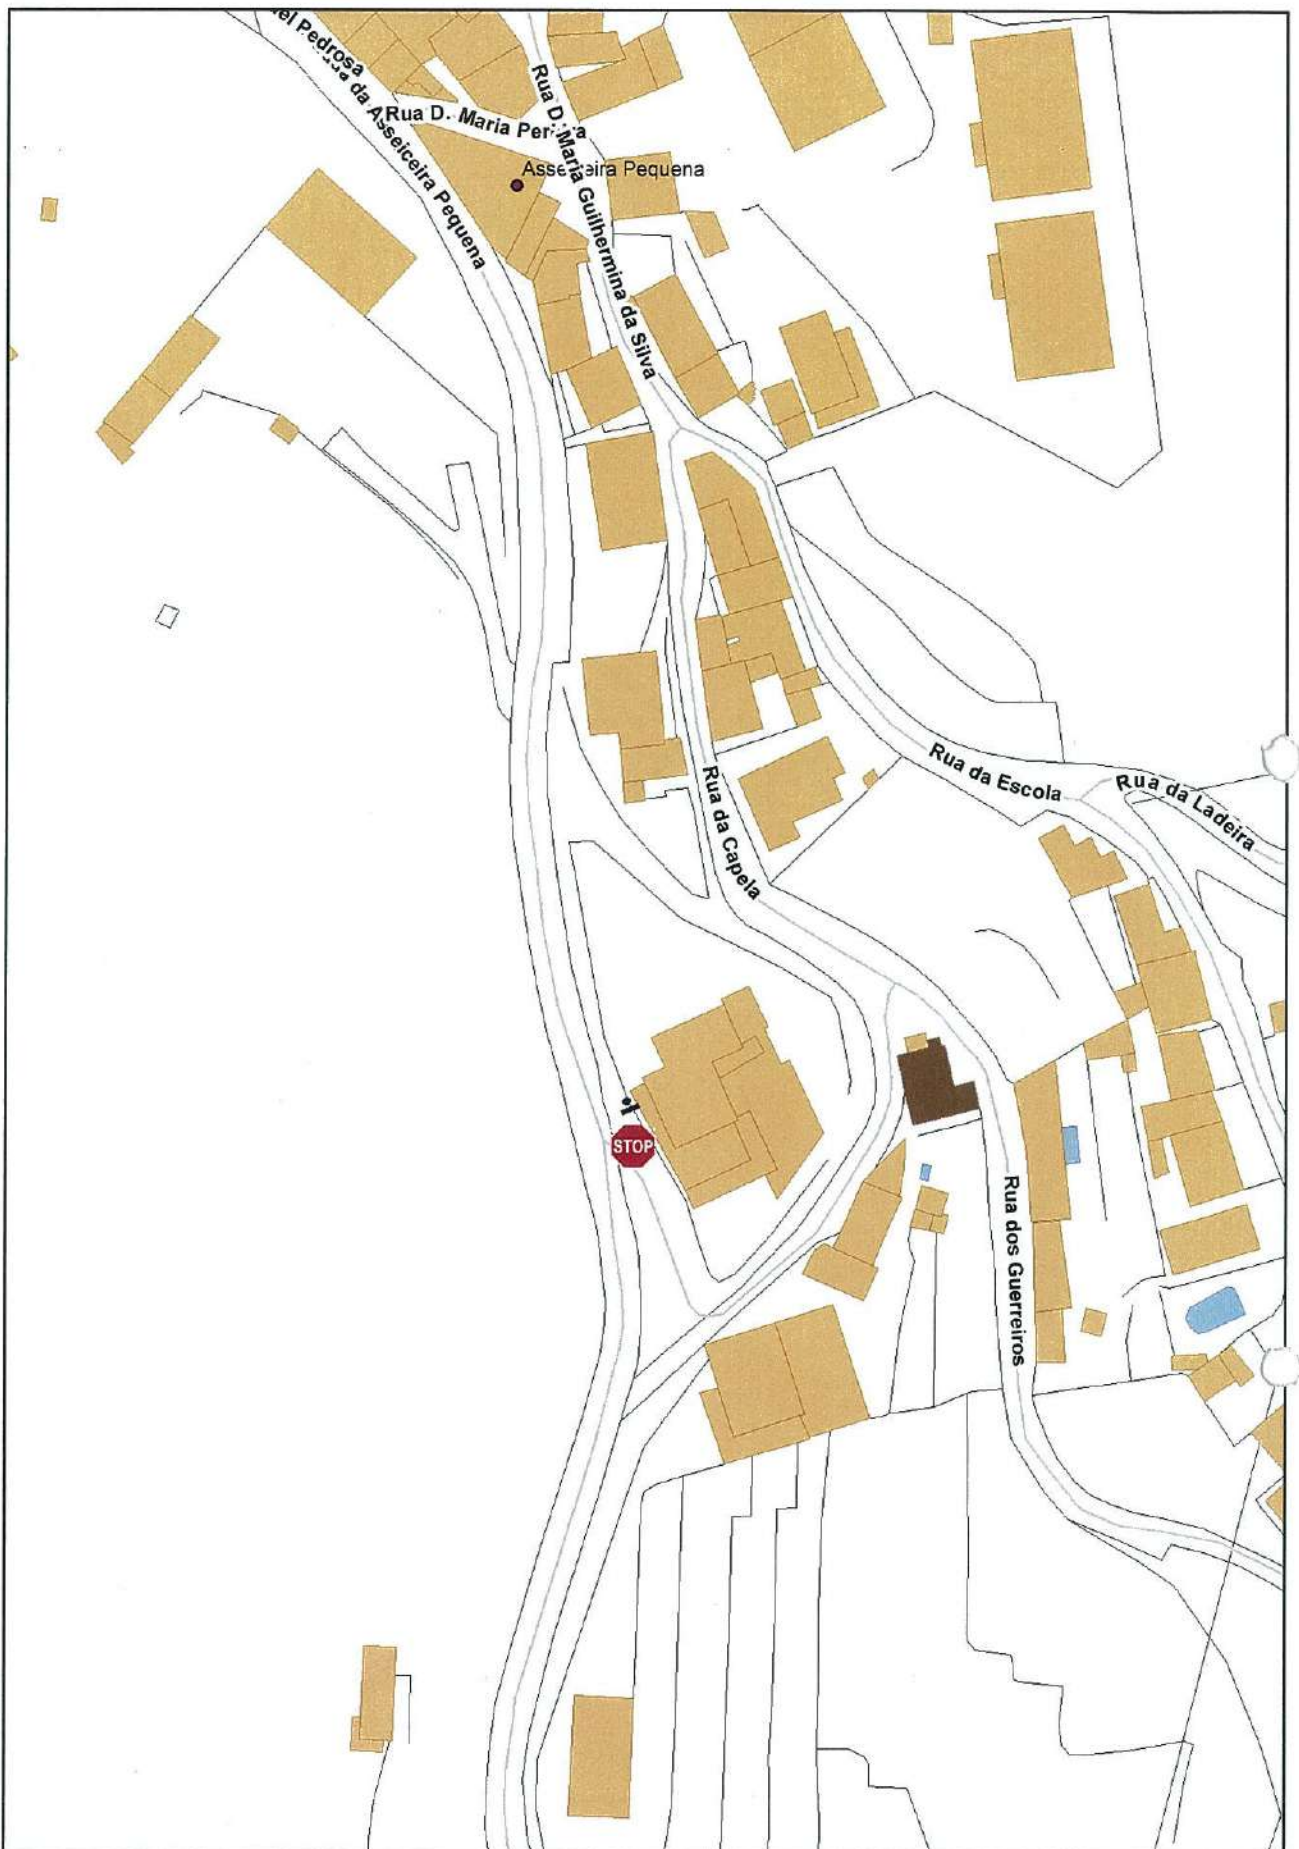 el Pedrosa
da Asseiceira Pequena
Rua D. Maria
Rua D. Maria Guilhermina da Silva
Asseiceira Pequena
Rua da Capela
Rua da Escola
Rua da Ladeira
STOP
Rua dos Guerreiros